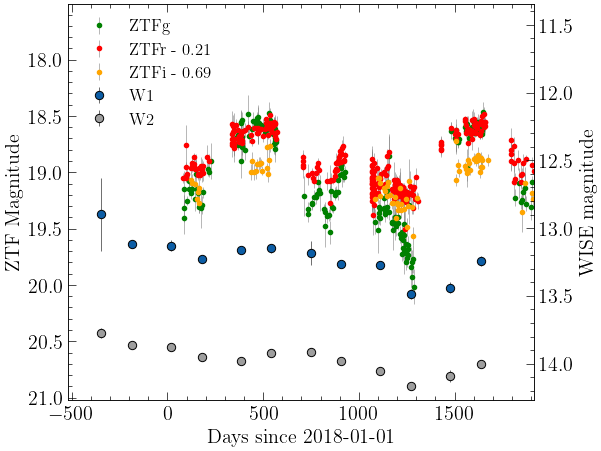 ZTFg
ZTFr - 0.21
ZTFi - 0.69
W1
W2
18.0
18.5
19.0
19.5
20.0
20.5
21.0
ZTF Magnitude
11.5
12.0
12.5
13.0
13.5
14.0
WISE magnitude
−500 0 500 1000 1500
Days since 2018-01-01